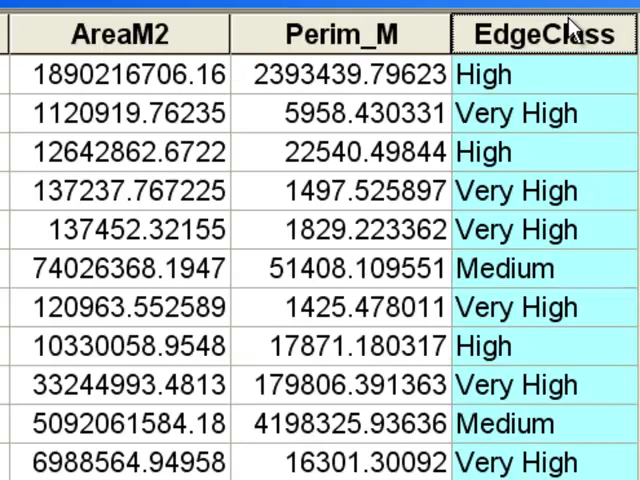 AreaM2 Perim_M EdgeClass
1890216706.16 2393439.79623 High
1120919.76235 5958.430331 Very High
12642862.6722 22540.49844 High
137237.767225 1497.525897 Very High
137452.32155 1829.223362 Very High
74026368.1947 51408.109551 Medium
120963.552589 1425.478011 Very High
10330058.9548 17871.180317 High
33244993.4813 179806.391363 Very High
5092061584.18 4198325.93636 Medium
6988564.94958 16301.30092 Very High